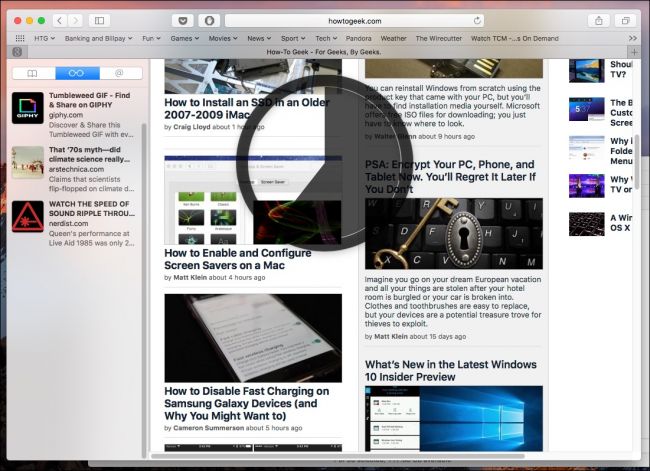 howtogeek.com
HTG Banking and Billpay Fun Games Movies News Sport Tech Pandora Weather The Wirecutter Watch TCM -...s On Demand
How-To Geek - For Geeks, By Geeks.
Tumbleweed GIF - Find
& Share on GIPHY
giphy.com
Discover & Share this
Tumbleweed GIF with ev...
GIPHY
That '70s myth—did
climate science really...
arstechnica.com
Claims that scientists
flip-flopped on climate d...
WATCH THE SPEED OF
SOUND RIPPLE THROU...
nerdist.com
Queen's performance at
Live Aid 1985 was only 2...
How to Install an SSD in an Older
2007-2009 iMac
by Craig Lloyd about 1 hour ago
Screen Saver
How to Enable and Configure
Screen Savers on a Mac
by Matt Klein about 4 hours ago
Fast wireless charging
How to Disable Fast Charging on
Samsung Galaxy Devices (and
Why You Might Want to)
by Cameron Summerson about 5 hours ago
You can reinstall Windows from scratch using the
product key that came with your PC, but you'll
have to find installation media yourself. Microsoft
offers free ISO files for downloading; you just
have to know where to look.
by Walter Glenn about 9 hours ago
PSA: Encrypt Your PC, Phone, and
Tablet Now. You'll Regret It Later If
You Don't
Imagine you go on your dream European vacation
and all your things are stolen after your hotel
room is burgled or your car is broken into.
Clothes and toothbrushes are easy to replace,
but your devices are a potential treasure trove for
thieves to exploit.
by Matt Klein about 15 days ago
What's New in the Latest Windows
10 Insider Preview
Shou
TV?
The B
Custo
Scree
Why i
Folde
Menu
Why W
TV or
A Win
OS X